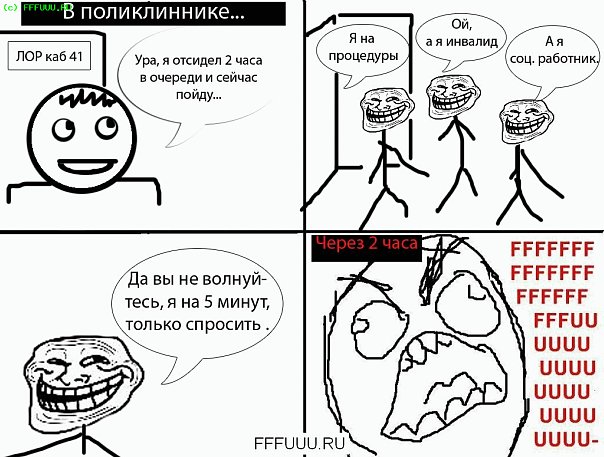 (c) FFFUUU.RU
В поликлиннике...
ЛОР каб 41
Ура, я отсидел 2 часа
в очереди и сейчас
пойду...
Я на
процедуры
Ой,
а я инвалид
А я
соц. работник.
Да вы не волнуй-
тесь, я на 5 минут,
только спросить .
Через 2 часа
FFFFFFF
FFFFFFF
FFFFFF
FFFUU
UUUU
UUUU
UUUU
UUUU
UUUU-
FFFUUU.RU